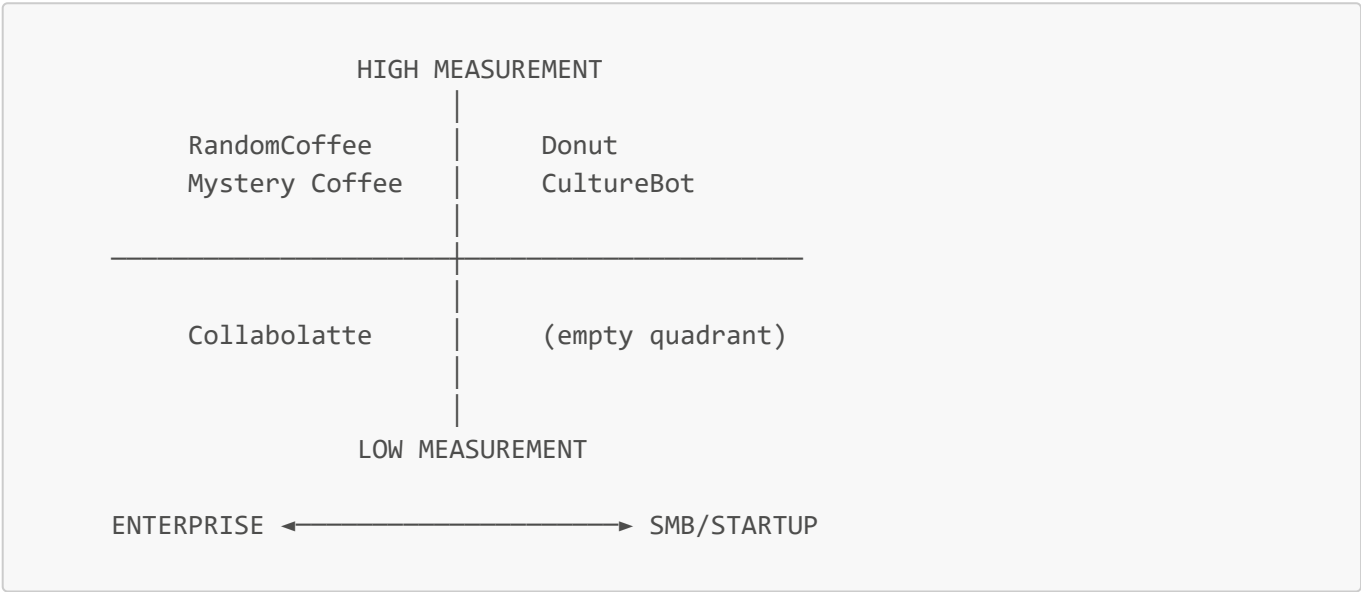 HIGH MEASUREMENT
RandomCoffee Donut
Mystery Coffee CultureBot
Collabolatte (empty quadrant)
LOW MEASUREMENT
ENTERPRISE ◄─────────────────────► SMB/STARTUP